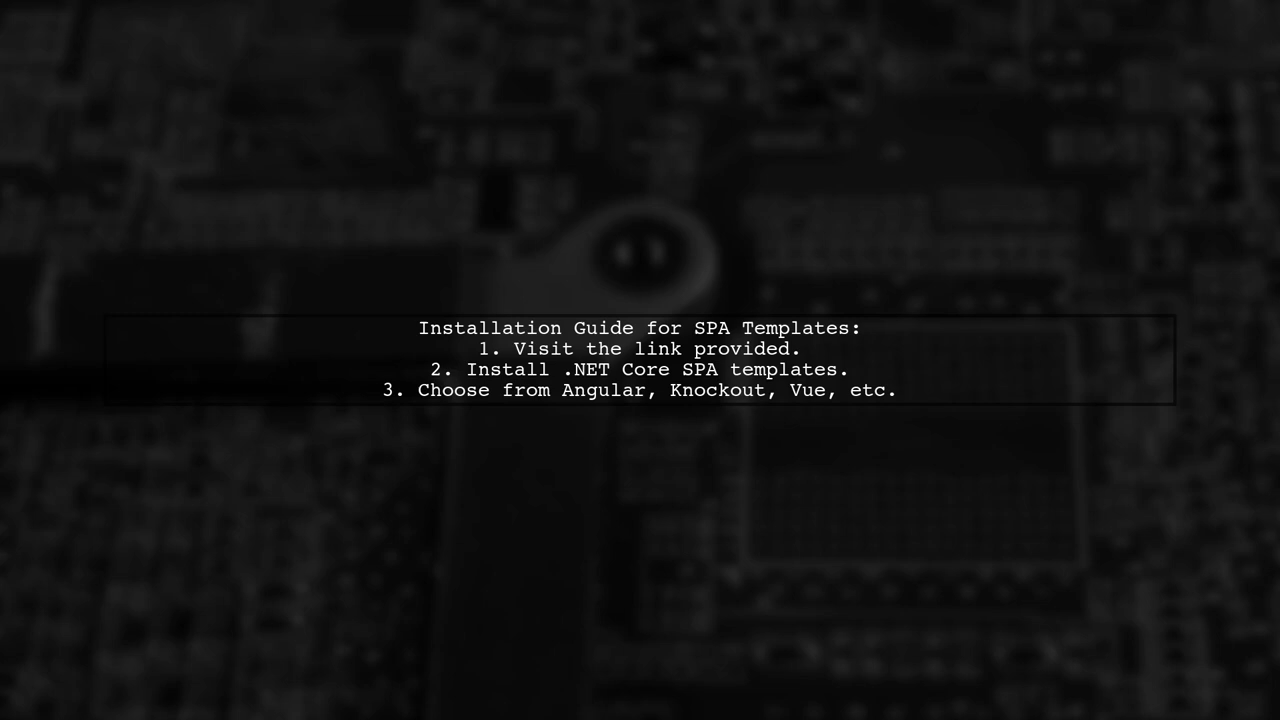 Installation Guide for SPA Templates:
1. Visit the link provided.
2. Install .NET Core SPA templates.
3. Choose from Angular, Knockout, Vue, etc.